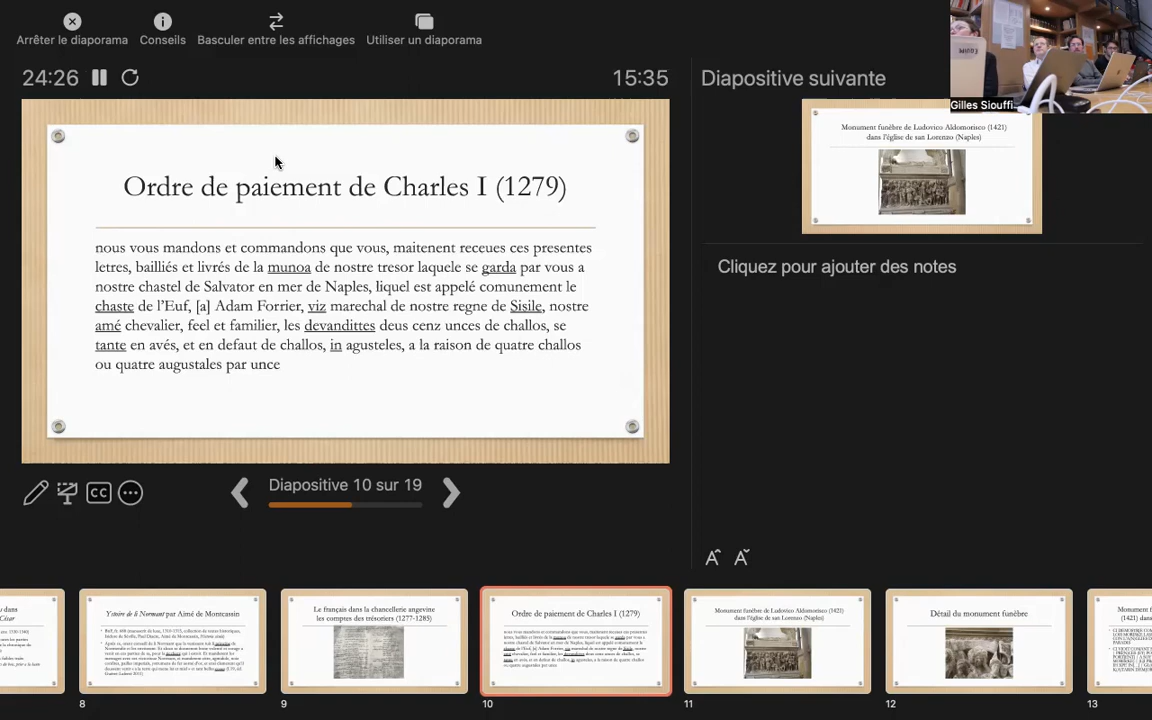 Arrêter le diaporama
Conseils
Basculer entre les affichages
Utiliser un diaporama
24:26
15:35
Diapositive suivante
Gilles Siouffi...
Ordre de paiement de Charles I (1279)
nous vous mandons et commandons que vous, maitenent receues ces presentes
letres, bailliés et livrés de la munoa de nostre tresor laquele se garda par vous a
nostre chastel de Salvator en mer de Naples, liquel est appelé comunement le
chaste de l'Euf, [a] Adam Forrier, viz marechal de nostre regne de Sisile, nostre
amé chevalier, feel et familier, les devandittes deus cenz unces de challos, se
tante en avés, et en defaut de challos, in agusteles, a la raison de quatre challos
ou quatre augustales par unce
Monument funèbre de Ludovico Aldomorisco (1421)
dans l'église de san Lorenzo (Naples)
Cliquez pour ajouter des notes
CC
Diapositive 10 sur 19
A A
Ystoire de li Normant par Aimé de Montcassin
Le français dans la chancellerie angevine
les comptes des trésoriers (1277-1285)
Ordre de paiement de Charles I (1279)
Monument funèbre de Ludovico Aldomorisco (1421)
dans l'église de san Lorenzo (Naples)
Détail du monument funèbre
8
9
10
11
12
13